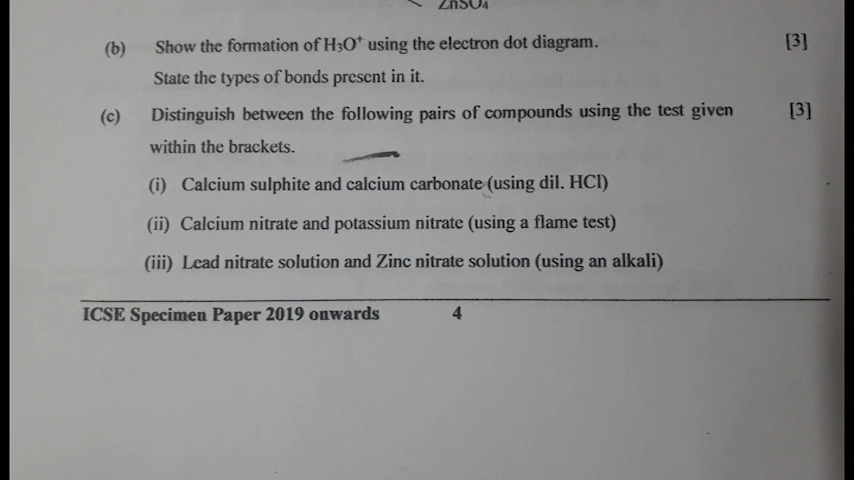 ZnSO₄
(b) Show the formation of H₃O⁺ using the electron dot diagram. [3]
State the types of bonds present in it.
(c) Distinguish between the following pairs of compounds using the test given [3]
within the brackets.
(i) Calcium sulphite and calcium carbonate (using dil. HCl)
(ii) Calcium nitrate and potassium nitrate (using a flame test)
(iii) Lead nitrate solution and Zinc nitrate solution (using an alkali)
ICSE Specimen Paper 2019 onwards 4